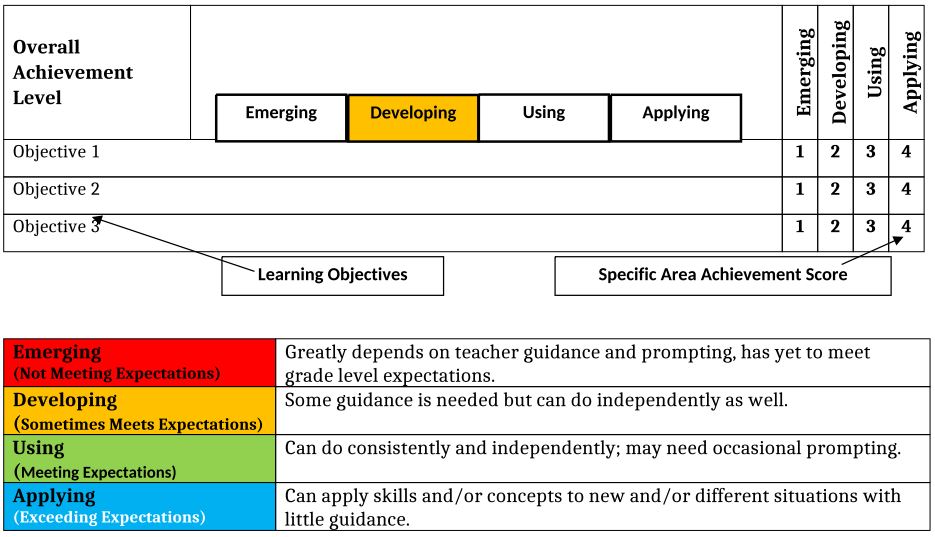 Overall
Achievement
Level
Emerging Developing Using Applying
Emerging
Developing
Using
Applying
Objective 1 1 2 3 4
Objective 2 1 2 3 4
Objective 3 1 2 3 4
Learning Objectives
Specific Area Achievement Score
Emerging
(Not Meeting Expectations)
Greatly depends on teacher guidance and prompting, has yet to meet
grade level expectations.
Developing
(Sometimes Meets Expectations)
Some guidance is needed but can do independently as well.
Using
(Meeting Expectations)
Can do consistently and independently; may need occasional prompting.
Applying
(Exceeding Expectations)
Can apply skills and/or concepts to new and/or different situations with
little guidance.